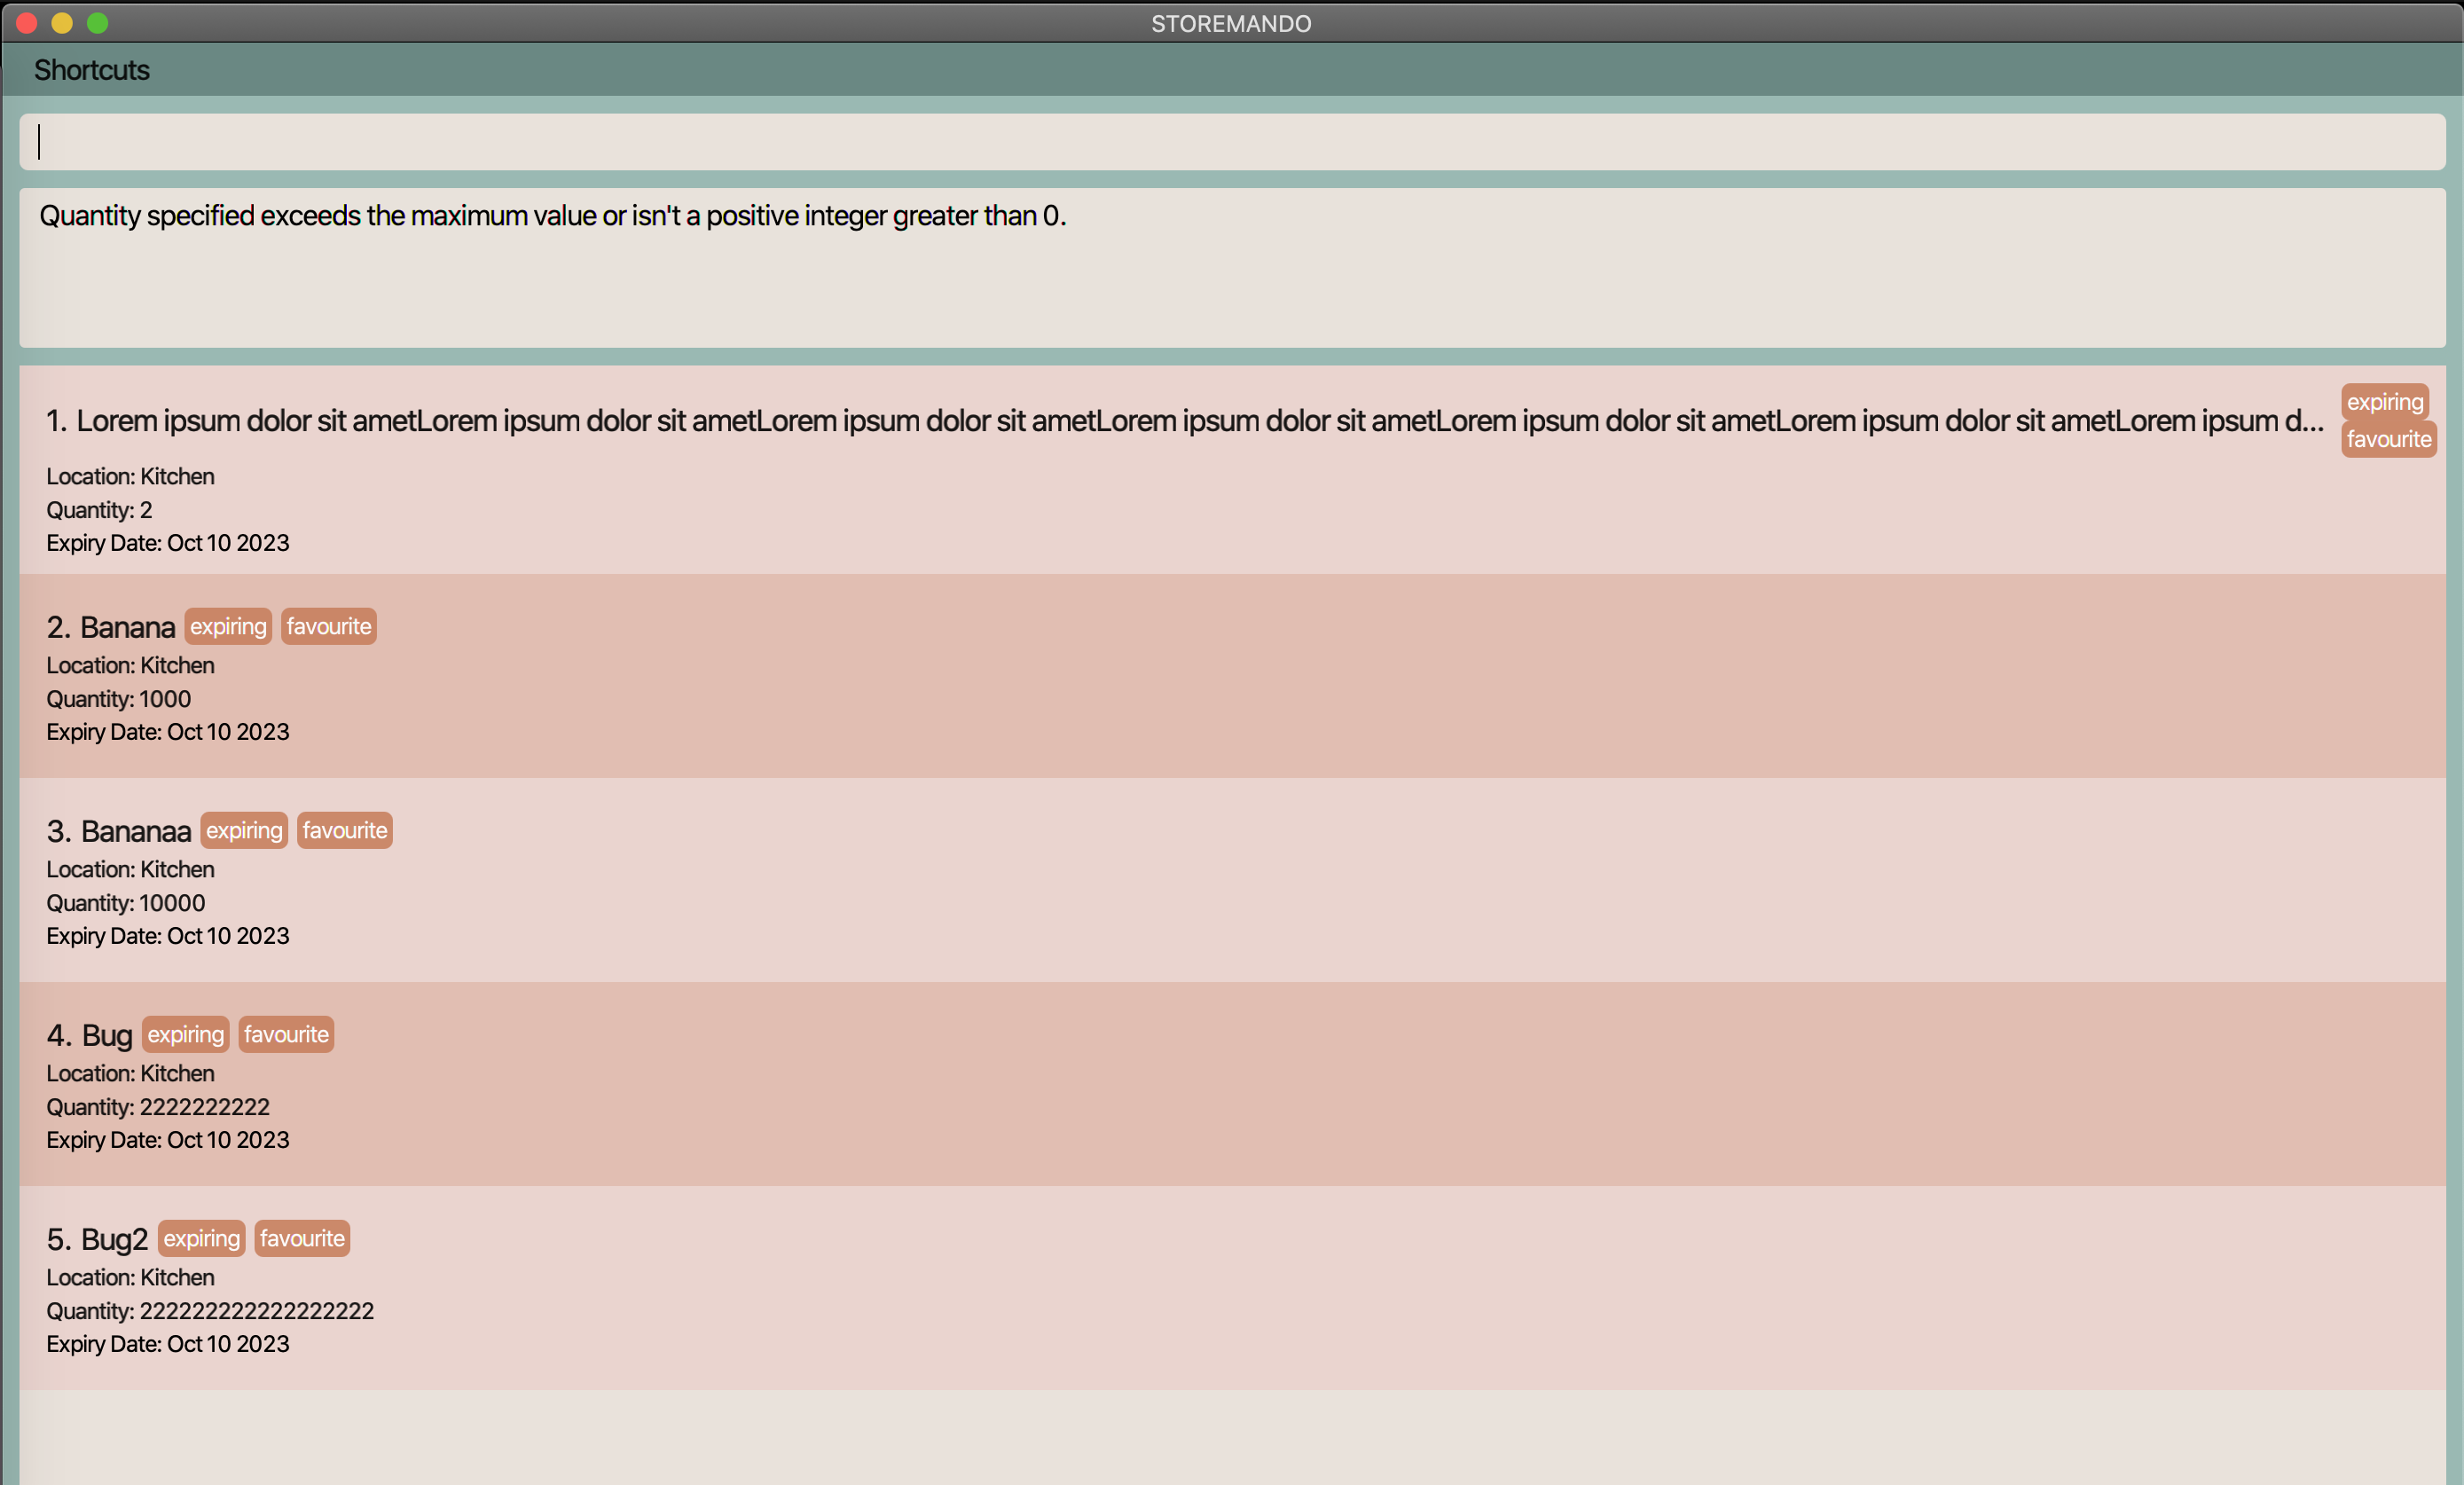 STOREMANDO
Shortcuts
Quantity specified exceeds the maximum value or isn't a positive integer greater than 0.
1. Lorem ipsum dolor sit ametLorem ipsum dolor sit ametLorem ipsum dolor sit ametLorem ipsum dolor sit ametLorem ipsum dolor sit ametLorem ipsum dolor sit ametLorem ipsum d...
expiring
favourite
Location: Kitchen
Quantity: 2
Expiry Date: Oct 10 2023
2. Banana expiring favourite
Location: Kitchen
Quantity: 1000
Expiry Date: Oct 10 2023
3. Bananaa expiring favourite
Location: Kitchen
Quantity: 10000
Expiry Date: Oct 10 2023
4. Bug expiring favourite
Location: Kitchen
Quantity: 2222222222
Expiry Date: Oct 10 2023
5. Bug2 expiring favourite
Location: Kitchen
Quantity: 222222222222222222
Expiry Date: Oct 10 2023